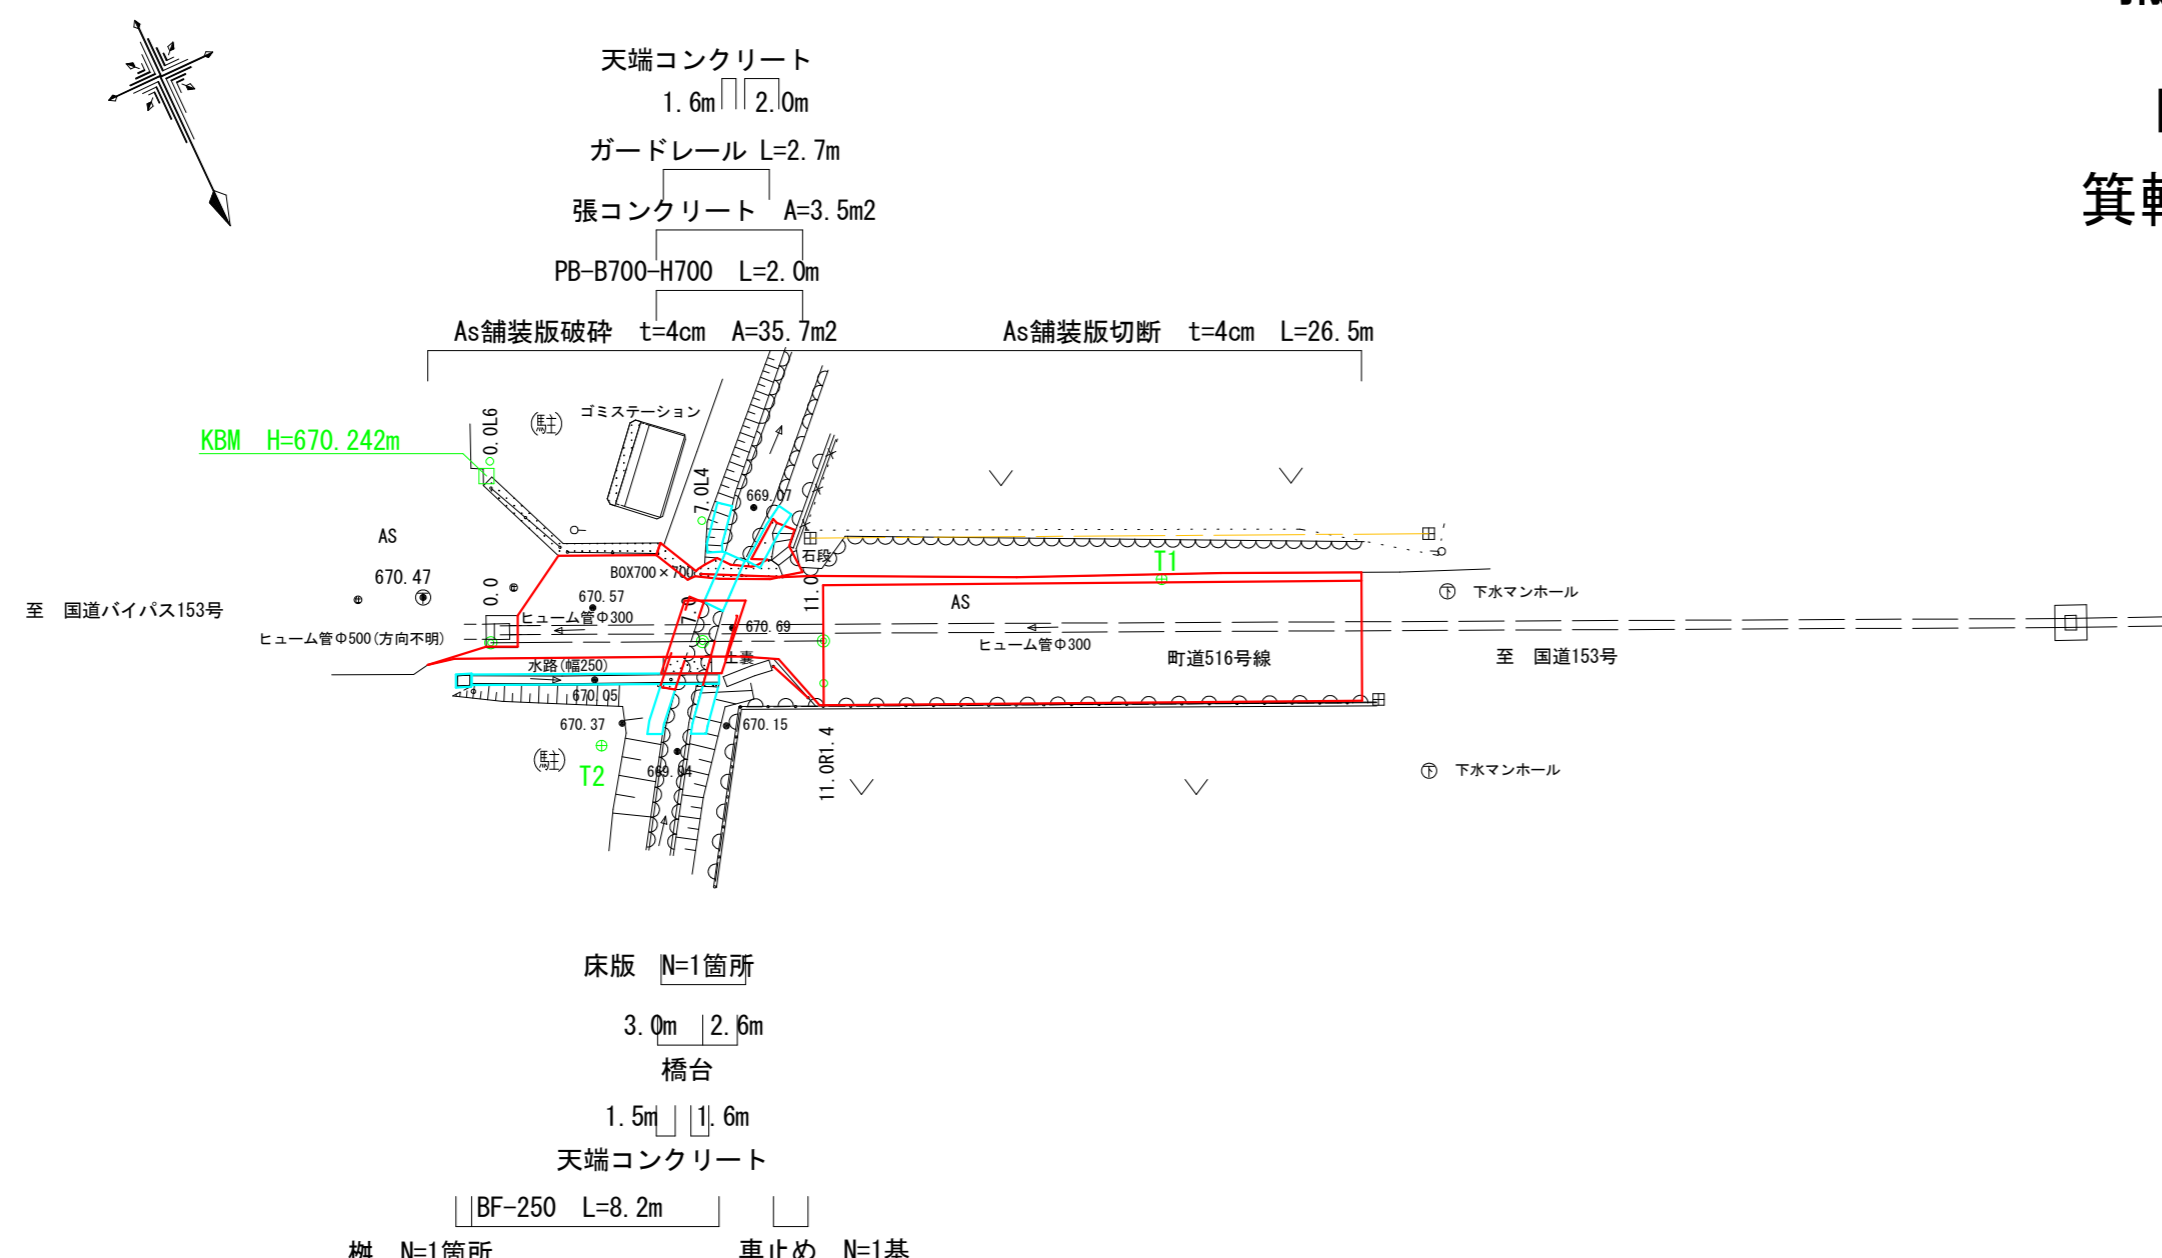 天端コンクリート
1.6m 2.0m
ガードレール L=2.7m
張コンクリート A=3.5m2
箕
PB-B700-H700 L=2.0m
As舗装版破砕 t=4cm A=35.7m2 As舗装版切断 t=4cm L=26.5m
ゴミステーション
(駐)
0.0L6
KBM H=670.242m
7.0L4
669.07
AS
石段
T1
BOX700×700
670.47
0.0
11.0
下水マンホール
670.57
AS
至 国道バイパス153号
ヒューム管Φ300
7.0
670.69
ヒューム管Φ500(方向不明)
ヒューム管Φ300
土嚢
町道516号線
至 国道153号
水路(幅250)
670.05
670.37
670.15
(駐)
T2
669.04
11.0R1.4
下水マンホール
床版 N=1箇所
3.0m 2.6m
橋台
1.5m 1.6m
天端コンクリート
BF-250 L=8.2m
桝 N=1箇所 車止め N=1基